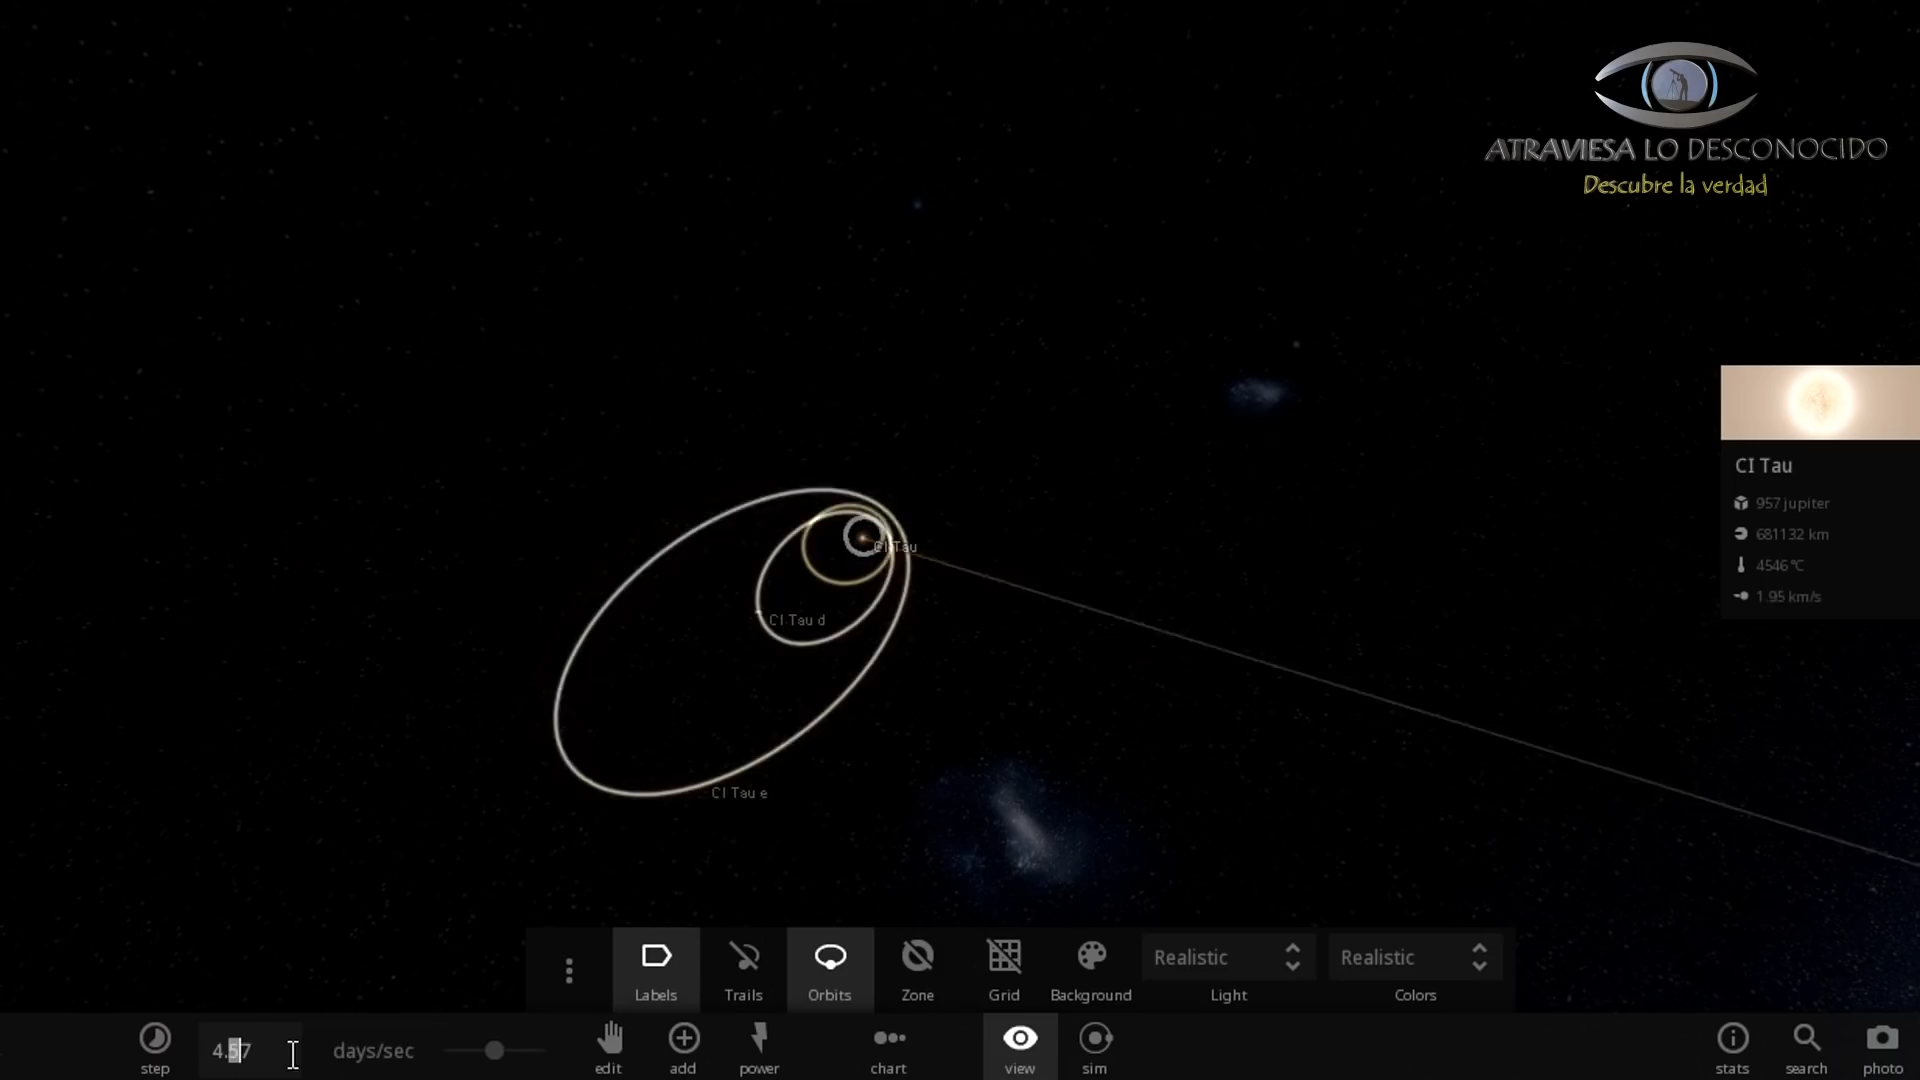 ATRAVIESA LO DESCONOCIDO
Descubre la verdad
CI Tau
957 jupiter
681132 km
4546 °C
1.95 km/s
CI Tau
CI Tau d
CI Tau e
Realistic
Realistic
Labels
Trails
Orbits
Zone
Grid
Background
Light
Colors
4.57
days/sec
step
edit
add
power
chart
view
sim
stats
search
photo